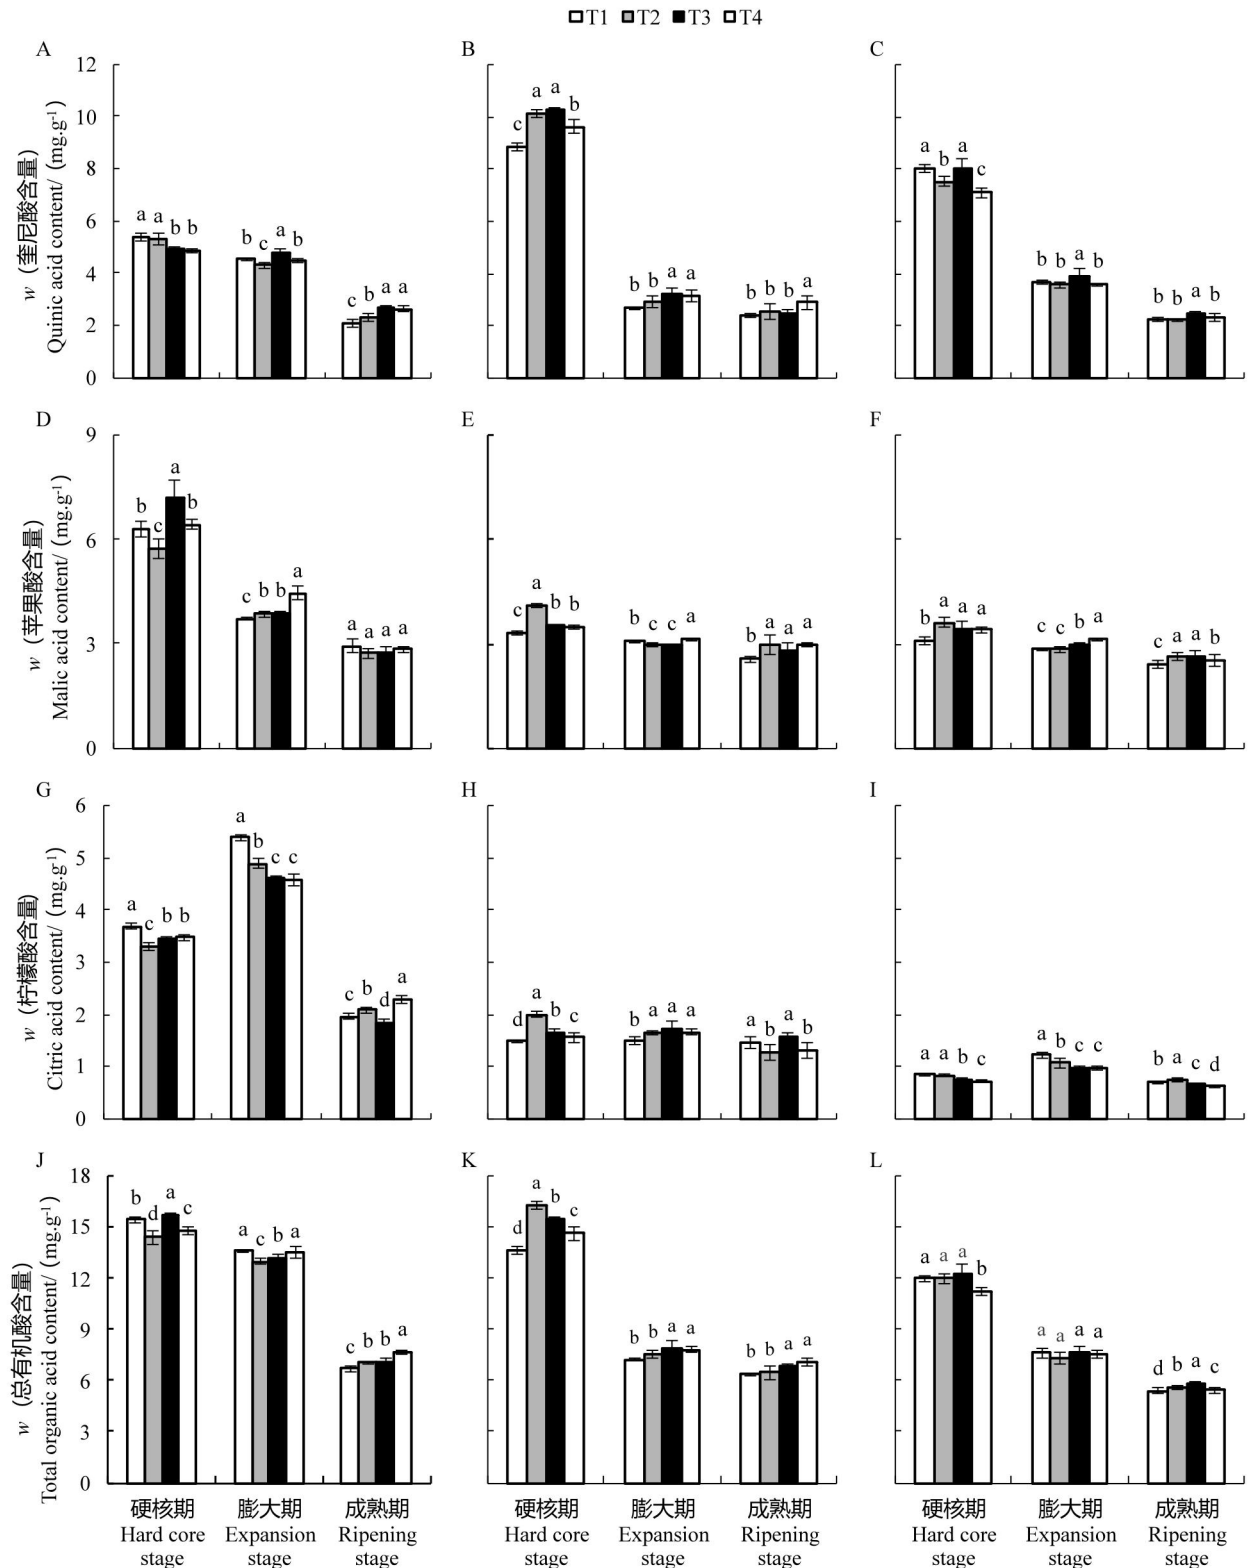 T1 T2 T3 T4
A B C
w（奎尼酸含量）
Quinic acid content/（mg.g-1）
12
10
8
6
4
2
0
a a b b b c a b c b a a
c a a b b b a a b b b a
a b a c b b a b b b a b
D E F
w（苹果酸含量）
Malic acid content/（mg.g-1）
9
6
3
0
b c a b c b b a a a a a
c a b b b c c a b a a a
b a a a c c b a c a a b
G H I
w（柠檬酸含量）
Citric acid content/（mg.g-1）
6
5
4
3
2
1
0
a c b b a b c c c b d a
d a b c b a a a a b a b
a a b c a b c c b a c d
J K L
w（总有机酸含量）
Total organic acid content/（mg.g-1）
18
15
12
9
6
3
0
b d a c a c b a c b b a
d a b c b b a a b b a a
a a a b a a a a d b a c
硬核期 膨大期 成熟期 硬核期 膨大期 成熟期 硬核期 膨大期 成熟期
Hard core Expansion Ripening Hard core Expansion Ripening Hard core Expansion Ripening
stage stage stage stage stage stage stage stage stage